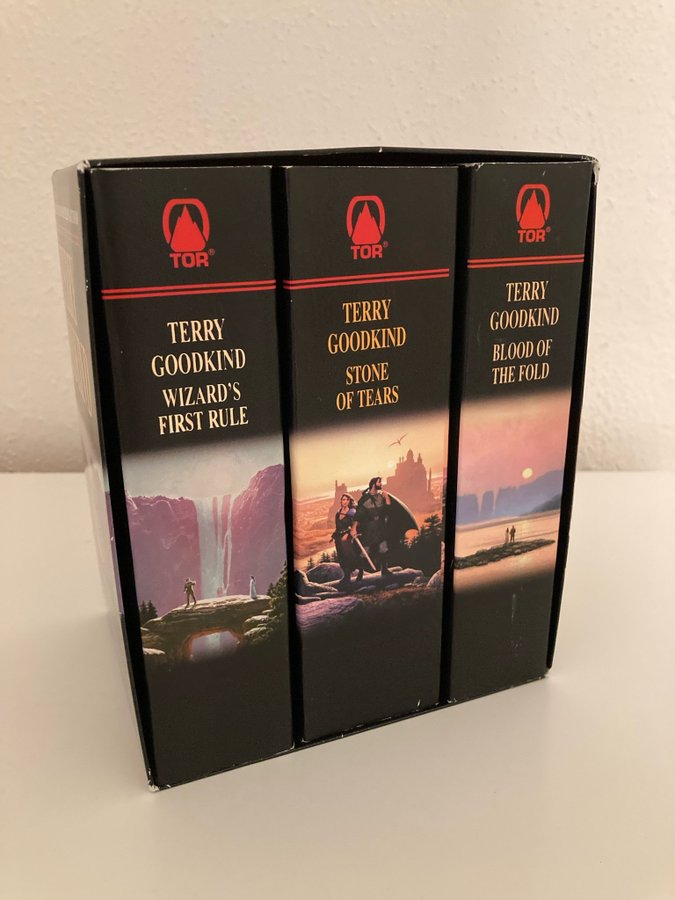 TOR®
TERRY
GOODKIND
WIZARD'S
FIRST RULE
TOR®
TERRY
GOODKIND
STONE
OF TEARS
TOR®
TERRY
GOODKIND
BLOOD OF
THE FOLD